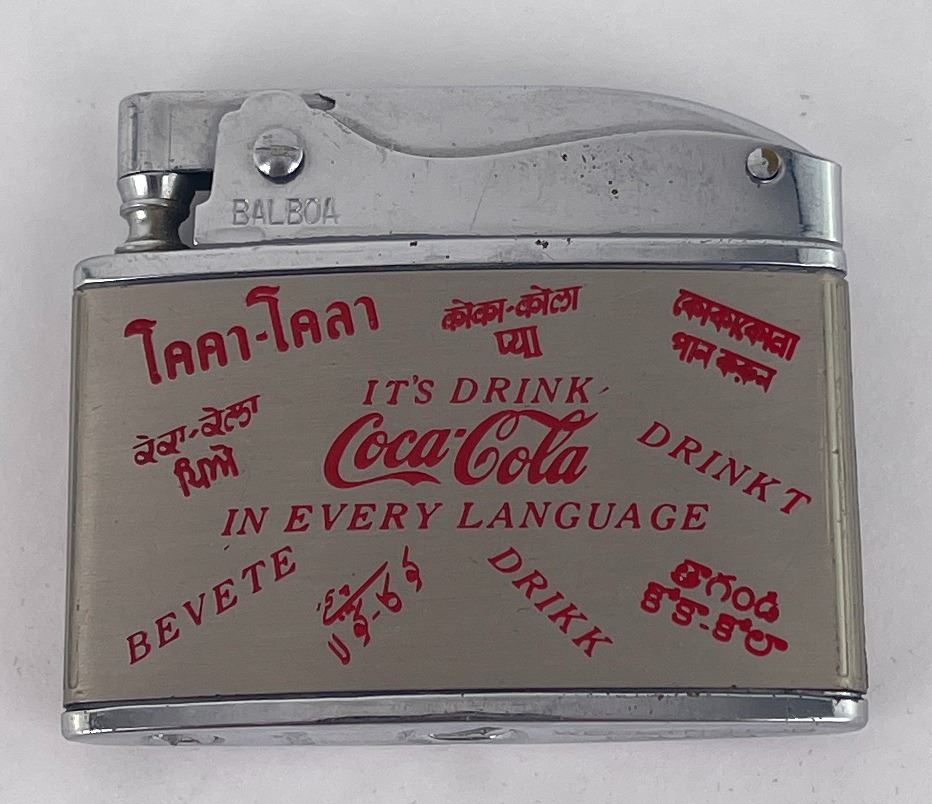 BALBOA
โคคา-โคลา
कोका-कोला
प्या
কোকাকোলা
পান করুন
IT'S DRINK
Coca-Cola
DRINKT
IN EVERY LANGUAGE
BEVETE
DRIKK
త్రాగండి
కోకా-కోలా